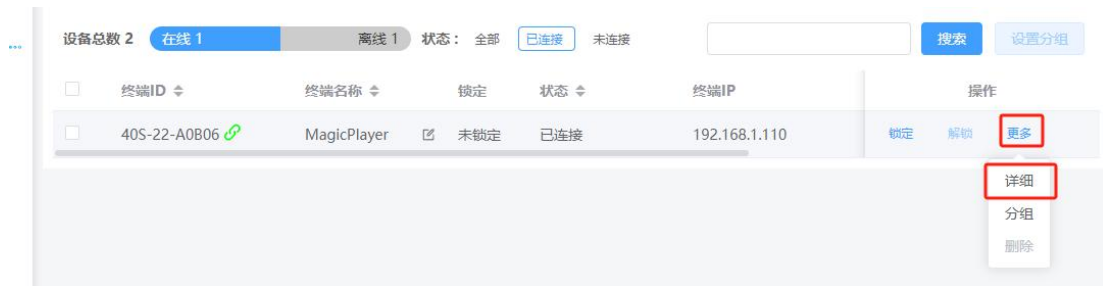 设备总数 2 在线 1 离线 1 状态： 全部 已连接 未连接 搜索 设置分组
终端ID 终端名称 锁定 状态 终端IP 操作
40S-22-A0B06 MagicPlayer 未锁定 已连接 192.168.1.110 锁定 解锁 更多
详细
分组
删除